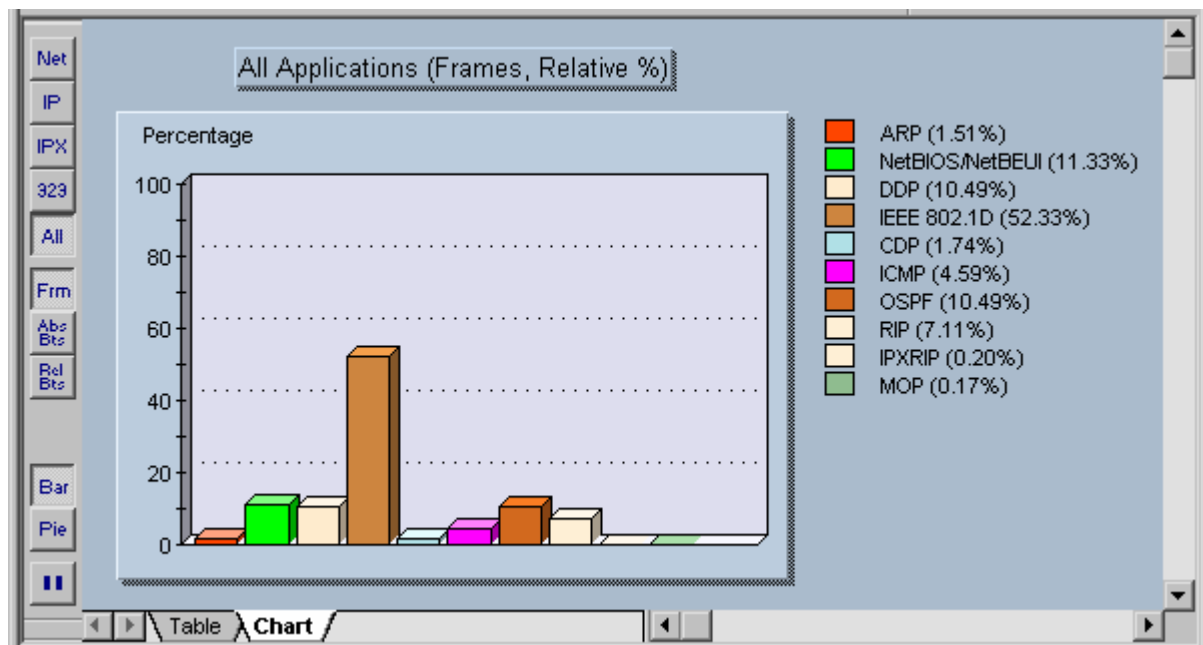 Net
IP
IPX
323
All
Frm
Abs
Bts
Rel
Bts
Bar
Pie
All Applications (Frames, Relative %)
Percentage
100
80
60
40
20
0
ARP (1.51%)
NetBIOS/NetBEUI (11.33%)
DDP (10.49%)
IEEE 802.1D (52.33%)
CDP (1.74%)
ICMP (4.59%)
OSPF (10.49%)
RIP (7.11%)
IPXRIP (0.20%)
MOP (0.17%)
Table Chart